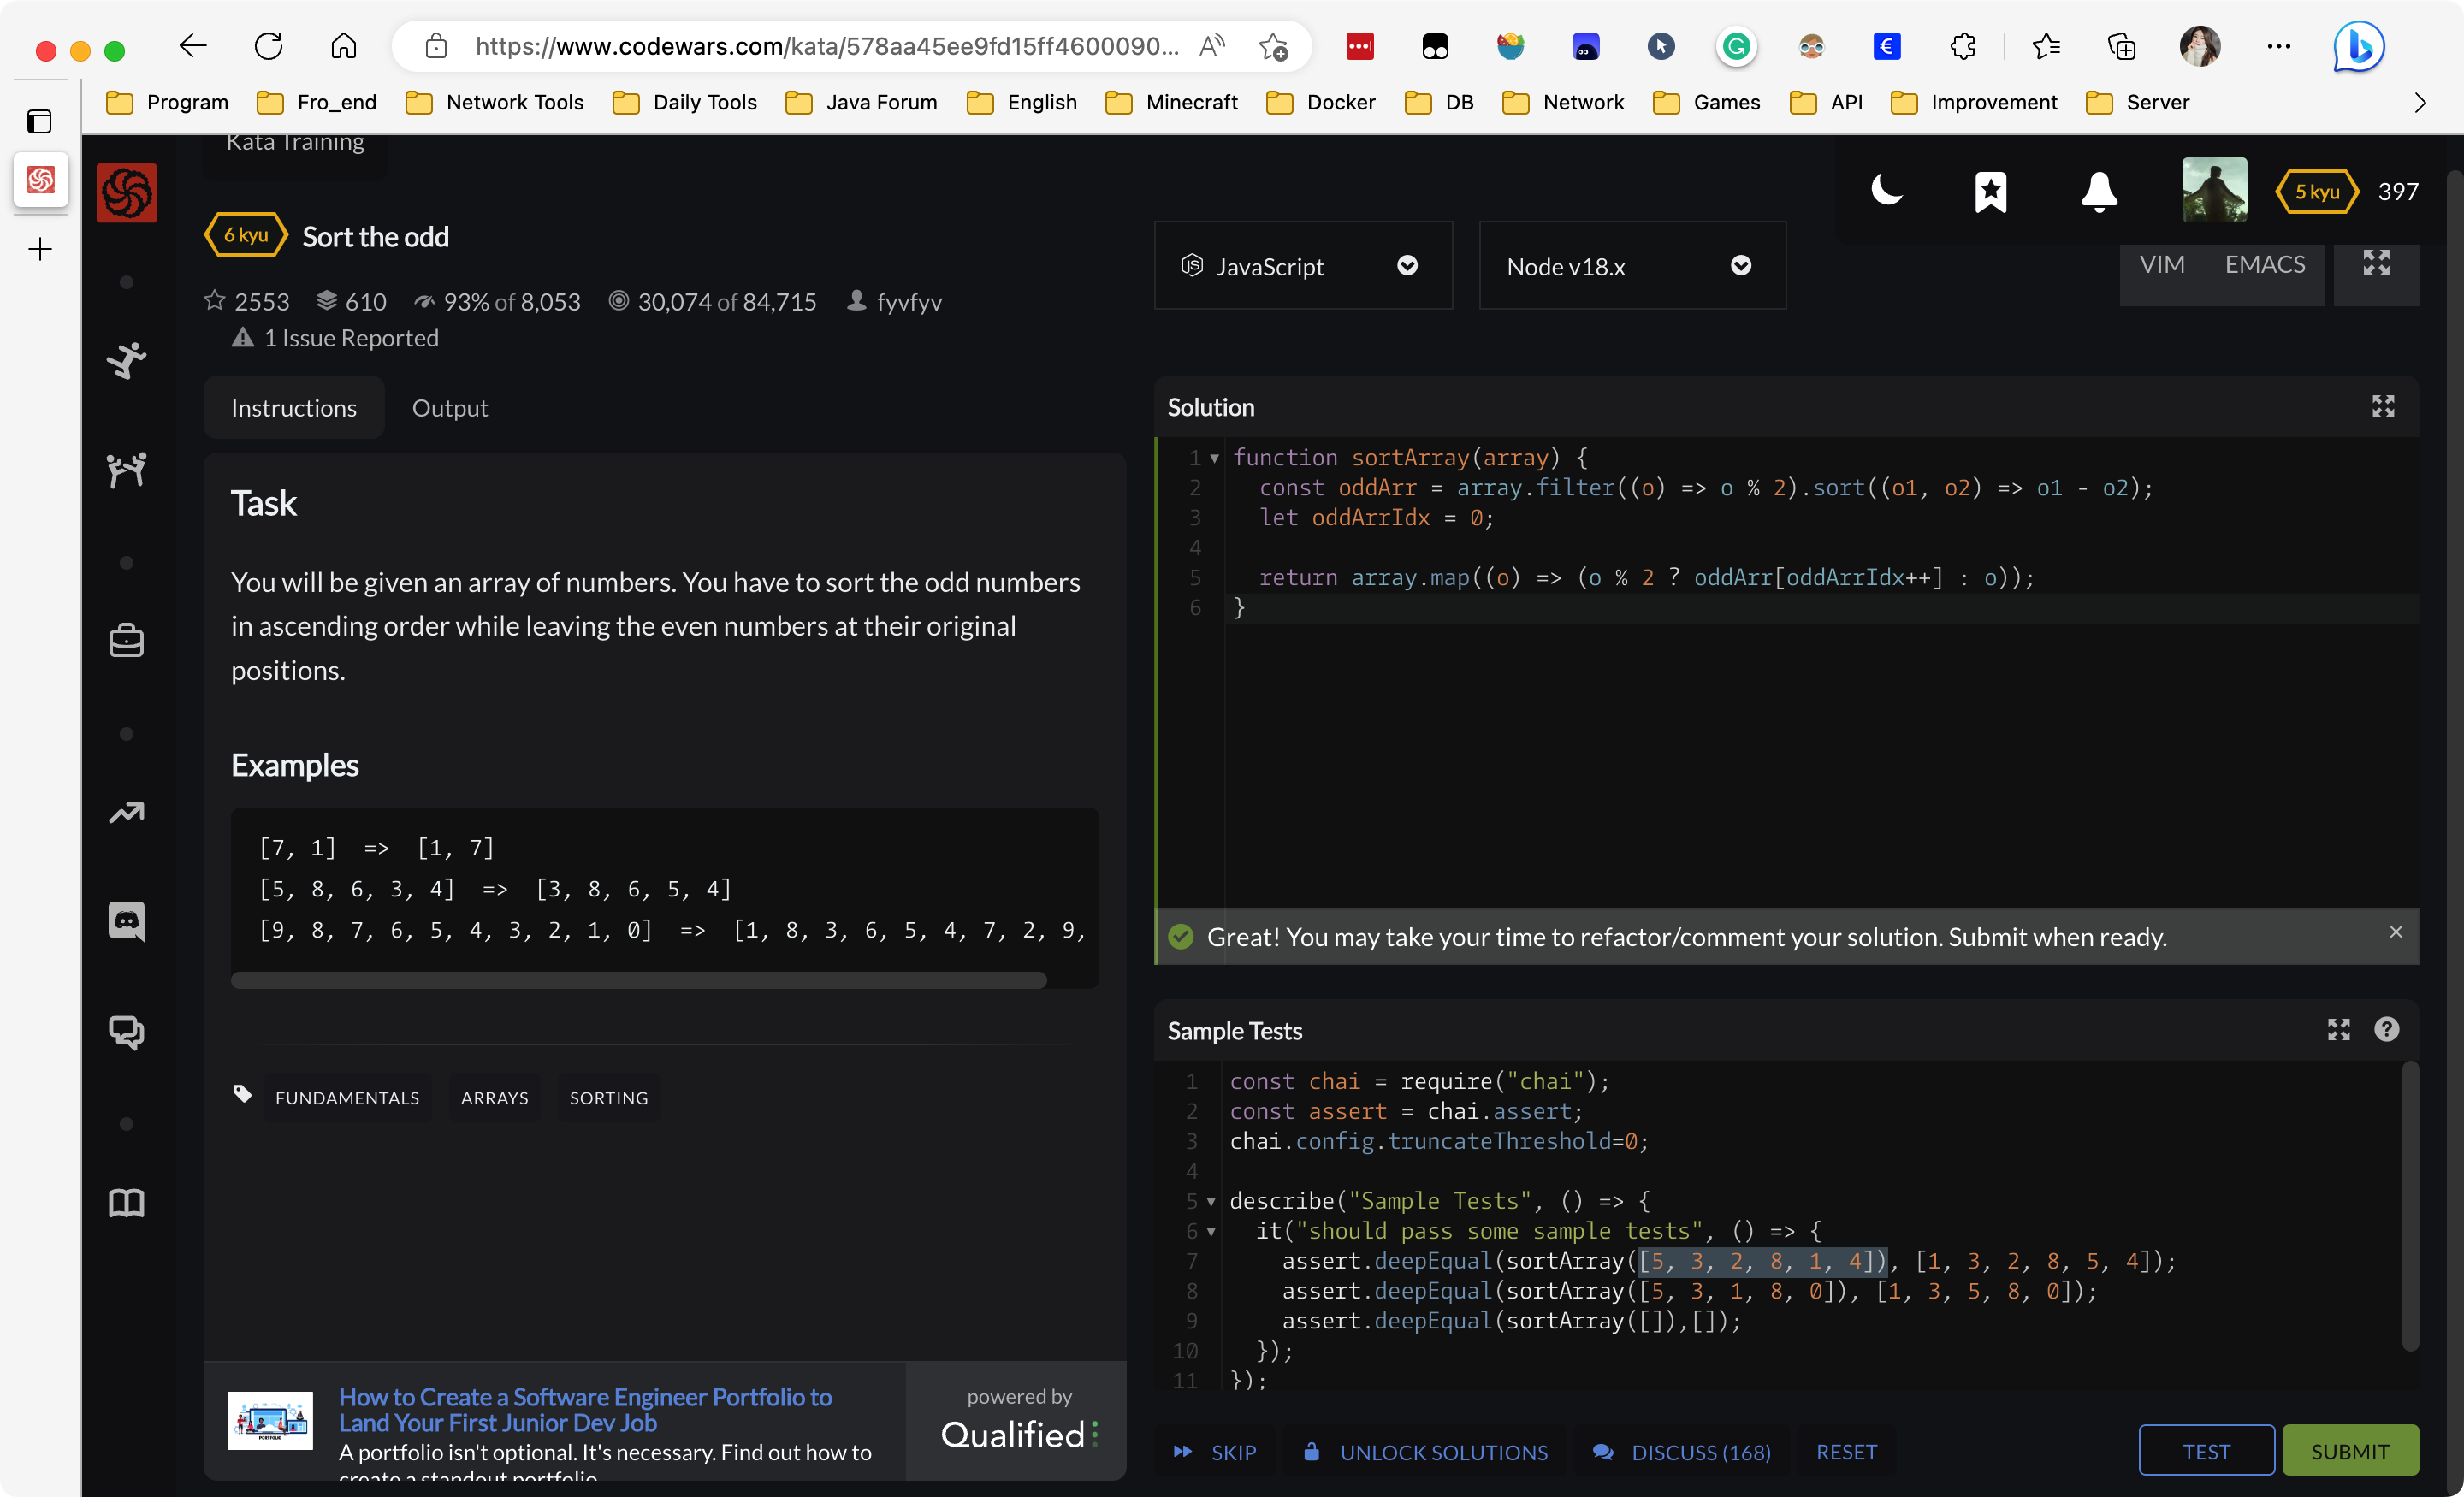 https://www.codewars.com/kata/578aa45ee9fd15ff4600090...
Program Fro_end Network Tools Daily Tools Java Forum English Minecraft Docker DB Network Games API Improvement Server
Kata Training
5 kyu 397
6 kyu Sort the odd
2553 610 93% of 8,053 30,074 of 84,715 fyvfyv
1 Issue Reported
JavaScript
Node v18.x
VIM EMACS
Instructions Output
Task
You will be given an array of numbers. You have to sort the odd numbers
in ascending order while leaving the even numbers at their original
positions.
Examples
[7, 1]  =>  [1, 7]
[5, 8, 6, 3, 4]  =>  [3, 8, 6, 5, 4]
[9, 8, 7, 6, 5, 4, 3, 2, 1, 0]  =>  [1, 8, 3, 6, 5, 4, 7, 2, 9,
FUNDAMENTALS ARRAYS SORTING
How to Create a Software Engineer Portfolio to
Land Your First Junior Dev Job
A portfolio isn't optional. It's necessary. Find out how to
create a standout portfolio
powered by
Qualified
Solution
1 function sortArray(array) {
2   const oddArr = array.filter((o) => o % 2).sort((o1, o2) => o1 - o2);
3   let oddArrIdx = 0;
4
5   return array.map((o) => (o % 2 ? oddArr[oddArrIdx++] : o));
6 }
Great! You may take your time to refactor/comment your solution. Submit when ready.
Sample Tests
1 const chai = require("chai");
2 const assert = chai.assert;
3 chai.config.truncateThreshold=0;
4
5 describe("Sample Tests", () => {
6   it("should pass some sample tests", () => {
7     assert.deepEqual(sortArray([5, 3, 2, 8, 1, 4]), [1, 3, 2, 8, 5, 4]);
8     assert.deepEqual(sortArray([5, 3, 1, 8, 0]), [1, 3, 5, 8, 0]);
9     assert.deepEqual(sortArray([]),[]);
10   });
11 });
SKIP UNLOCK SOLUTIONS DISCUSS (168) RESET TEST SUBMIT